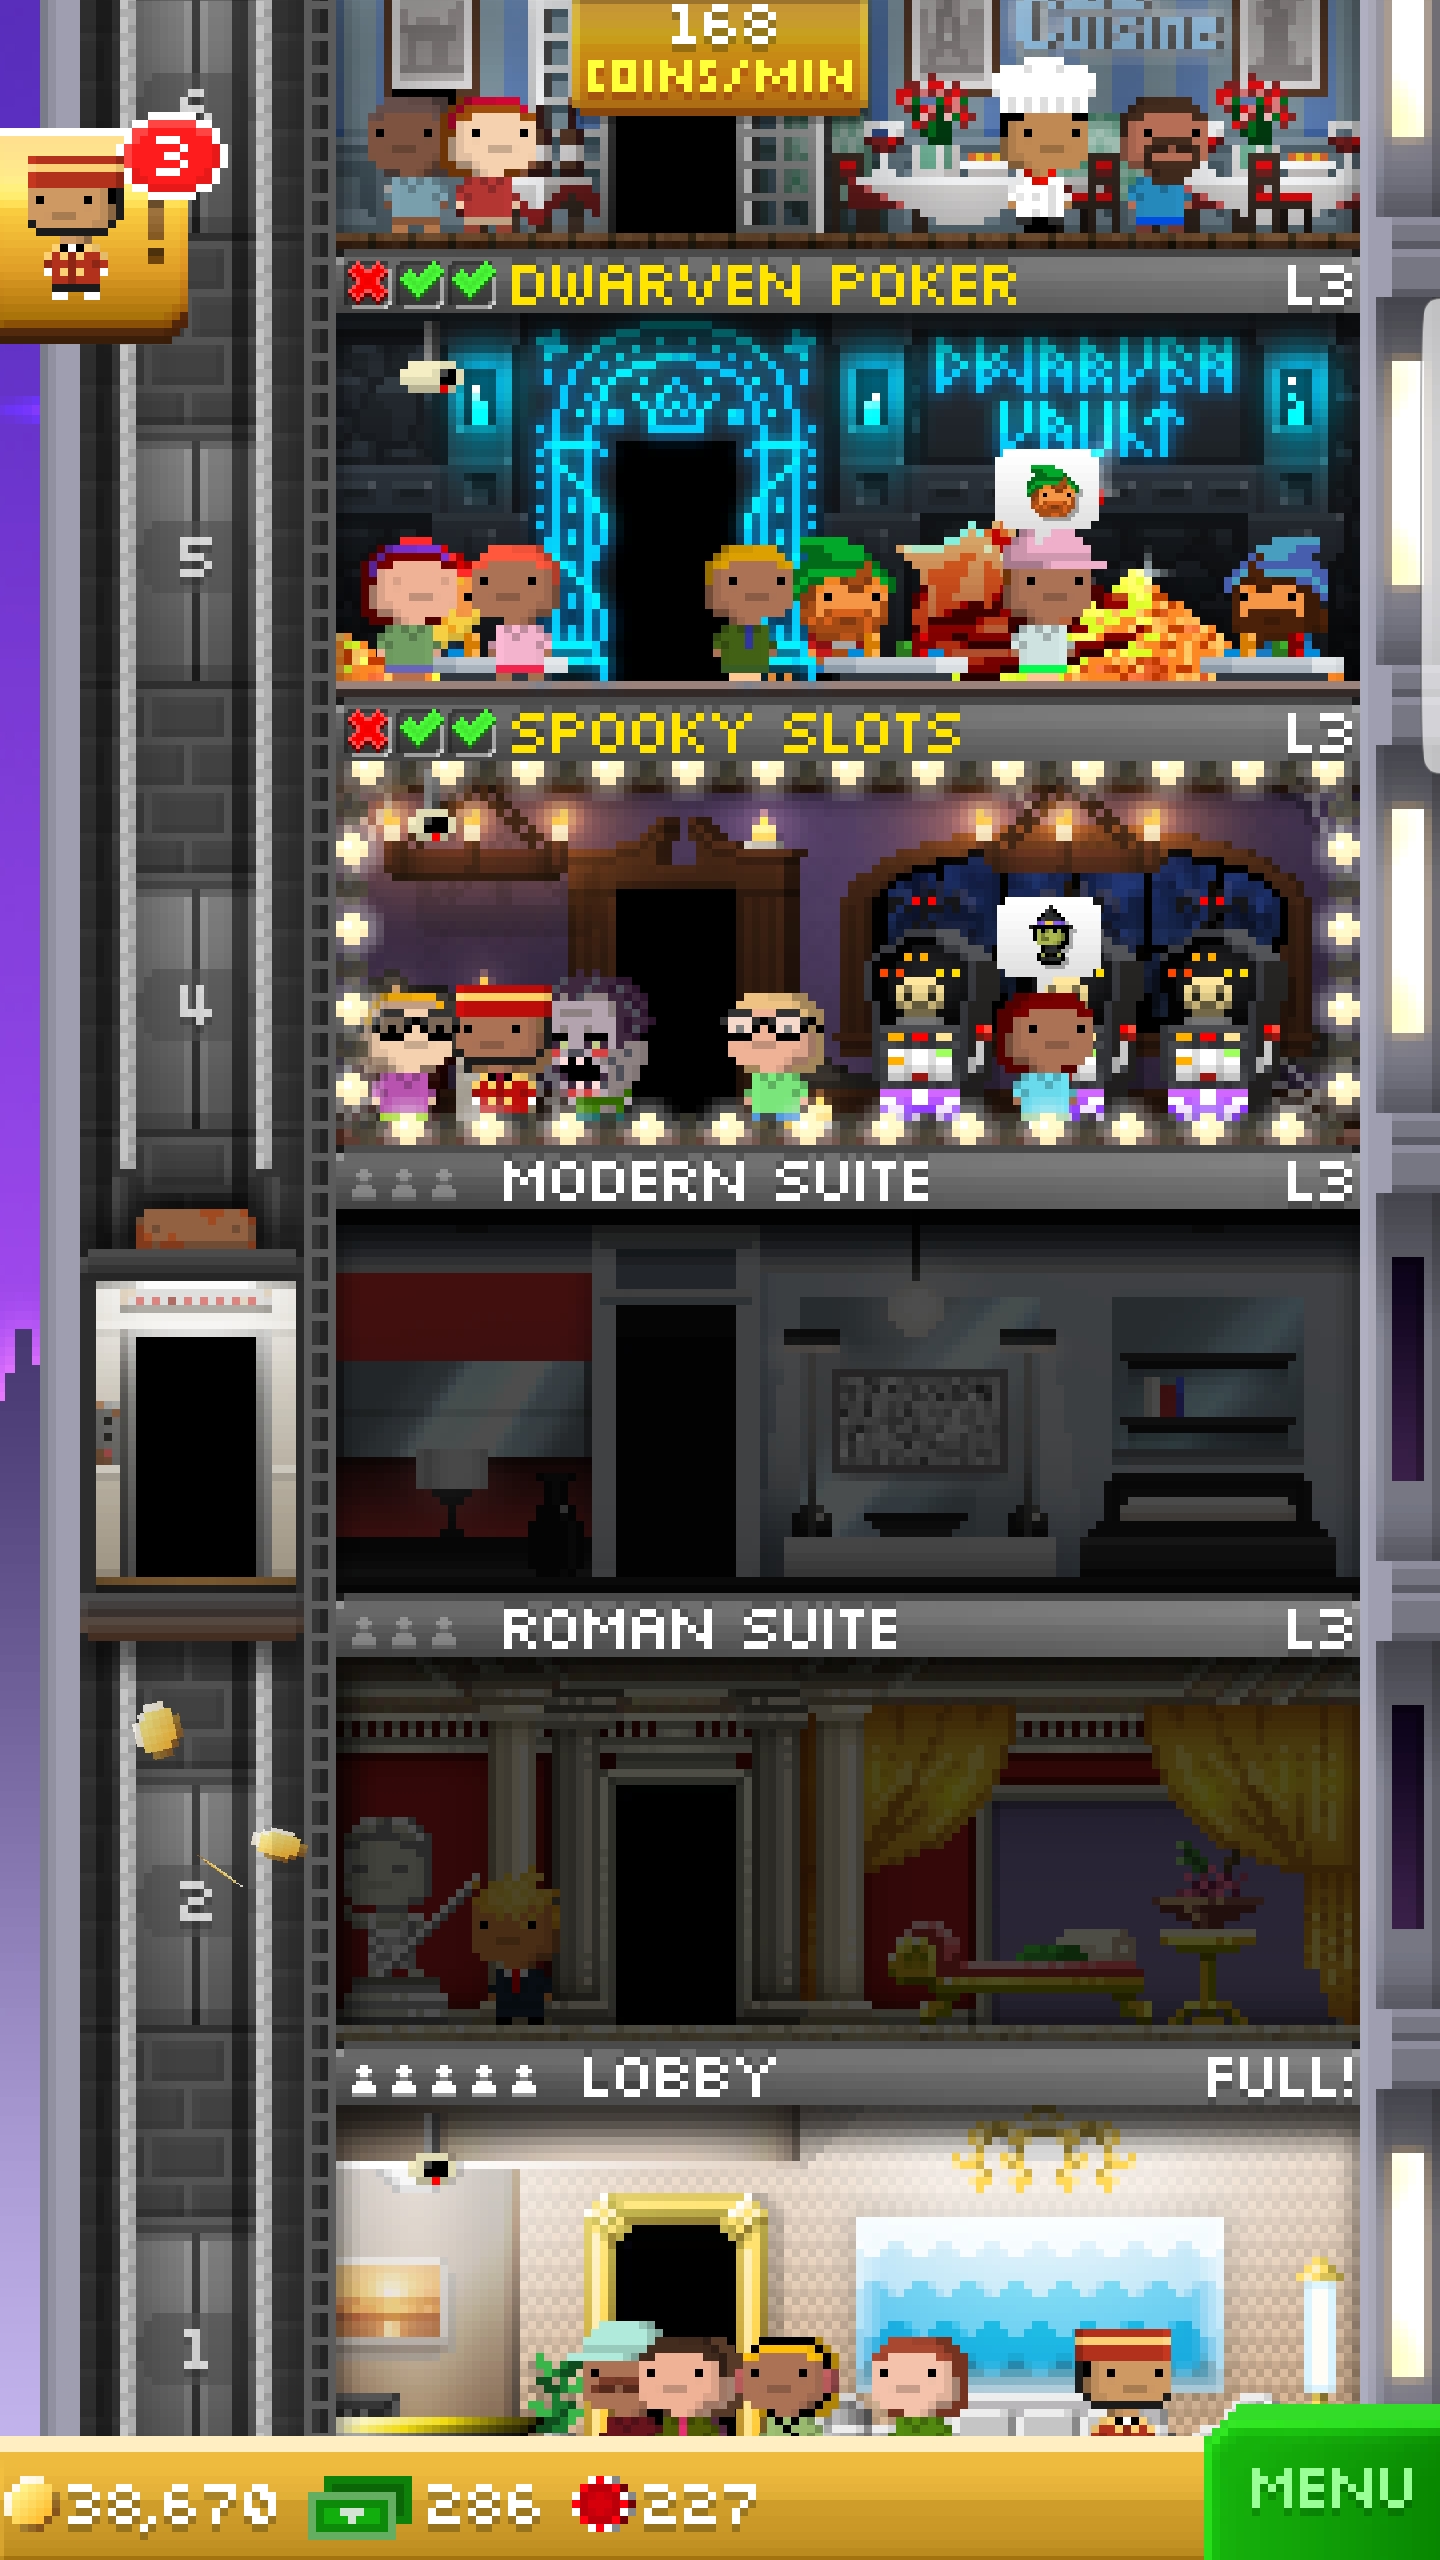 168
COINS/MIN
Cuisine
3
DWARVEN POKER L3
DWARVEN
VAULT
5
SPOOKY SLOTS L3
4
MODERN SUITE L3
ROMAN SUITE L3
2
LOBBY FULL!
1
38,670 286 227
MENU